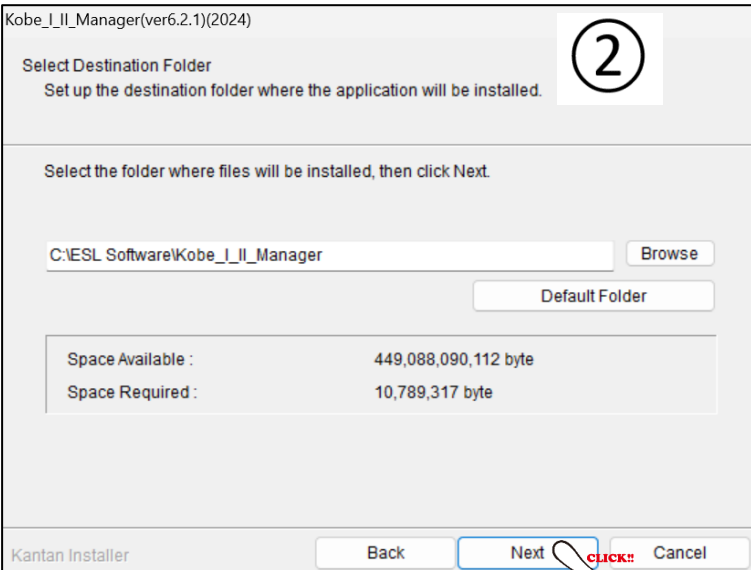 Kobe_I_II_Manager(ver6.2.1)(2024)
②
Select Destination Folder
Set up the destination folder where the application will be installed.
Select the folder where files will be installed, then click Next.
C:\ESL Software\Kobe_I_II_Manager
Browse
Default Folder
Space Available : 449,088,090,112 byte
Space Required : 10,789,317 byte
Kantan Installer
Back
Next
CLICK!!
Cancel